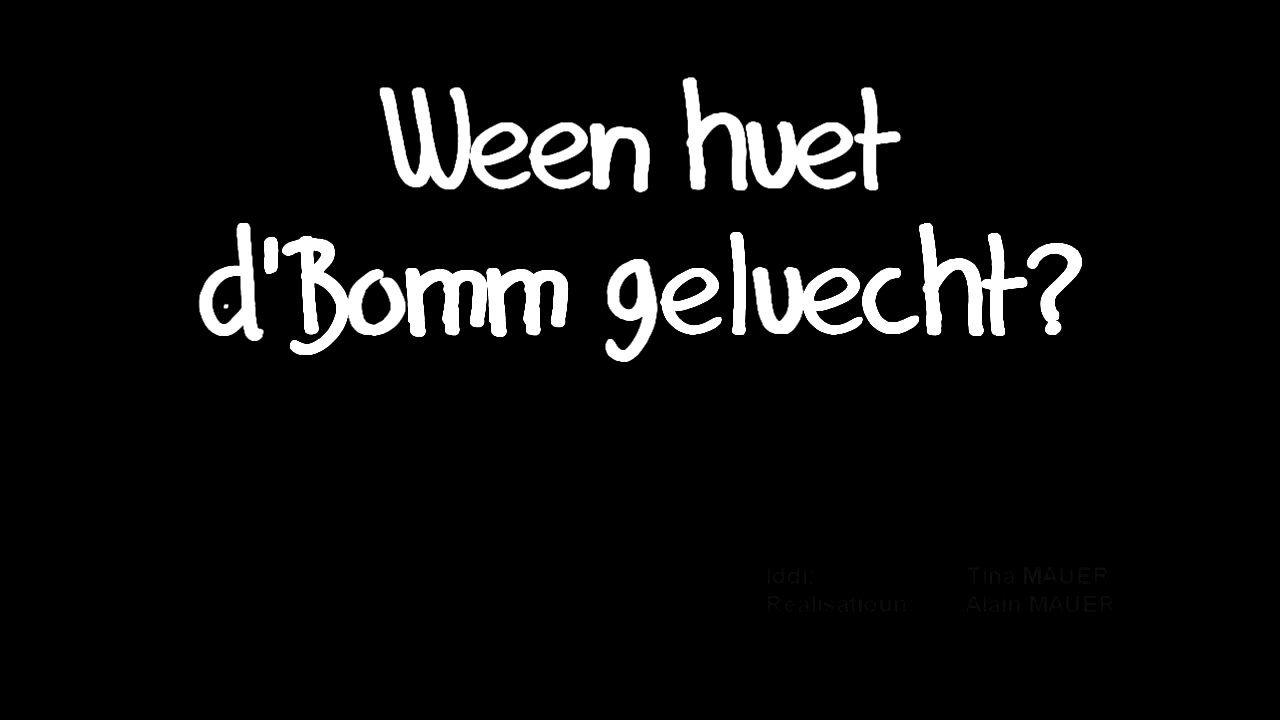 Ween huet
d'Bomm geluecht?
Iddi: Tina MAUER
Realisatioun: Alain MAUER